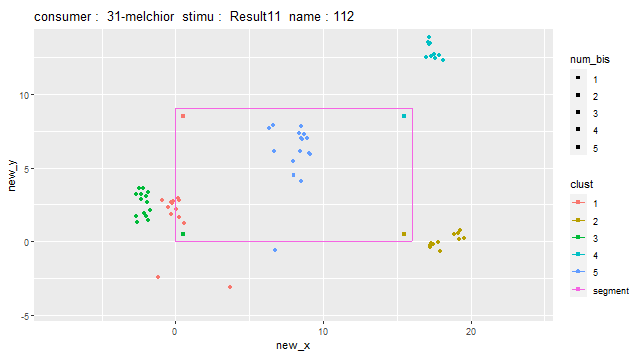 consumer : 31-melchior stimu : Result11 name : 112
new_y
10
5
0
-5
0
10
20
new_x
num_bis
1
2
3
4
5
clust
1
2
3
4
5
segment